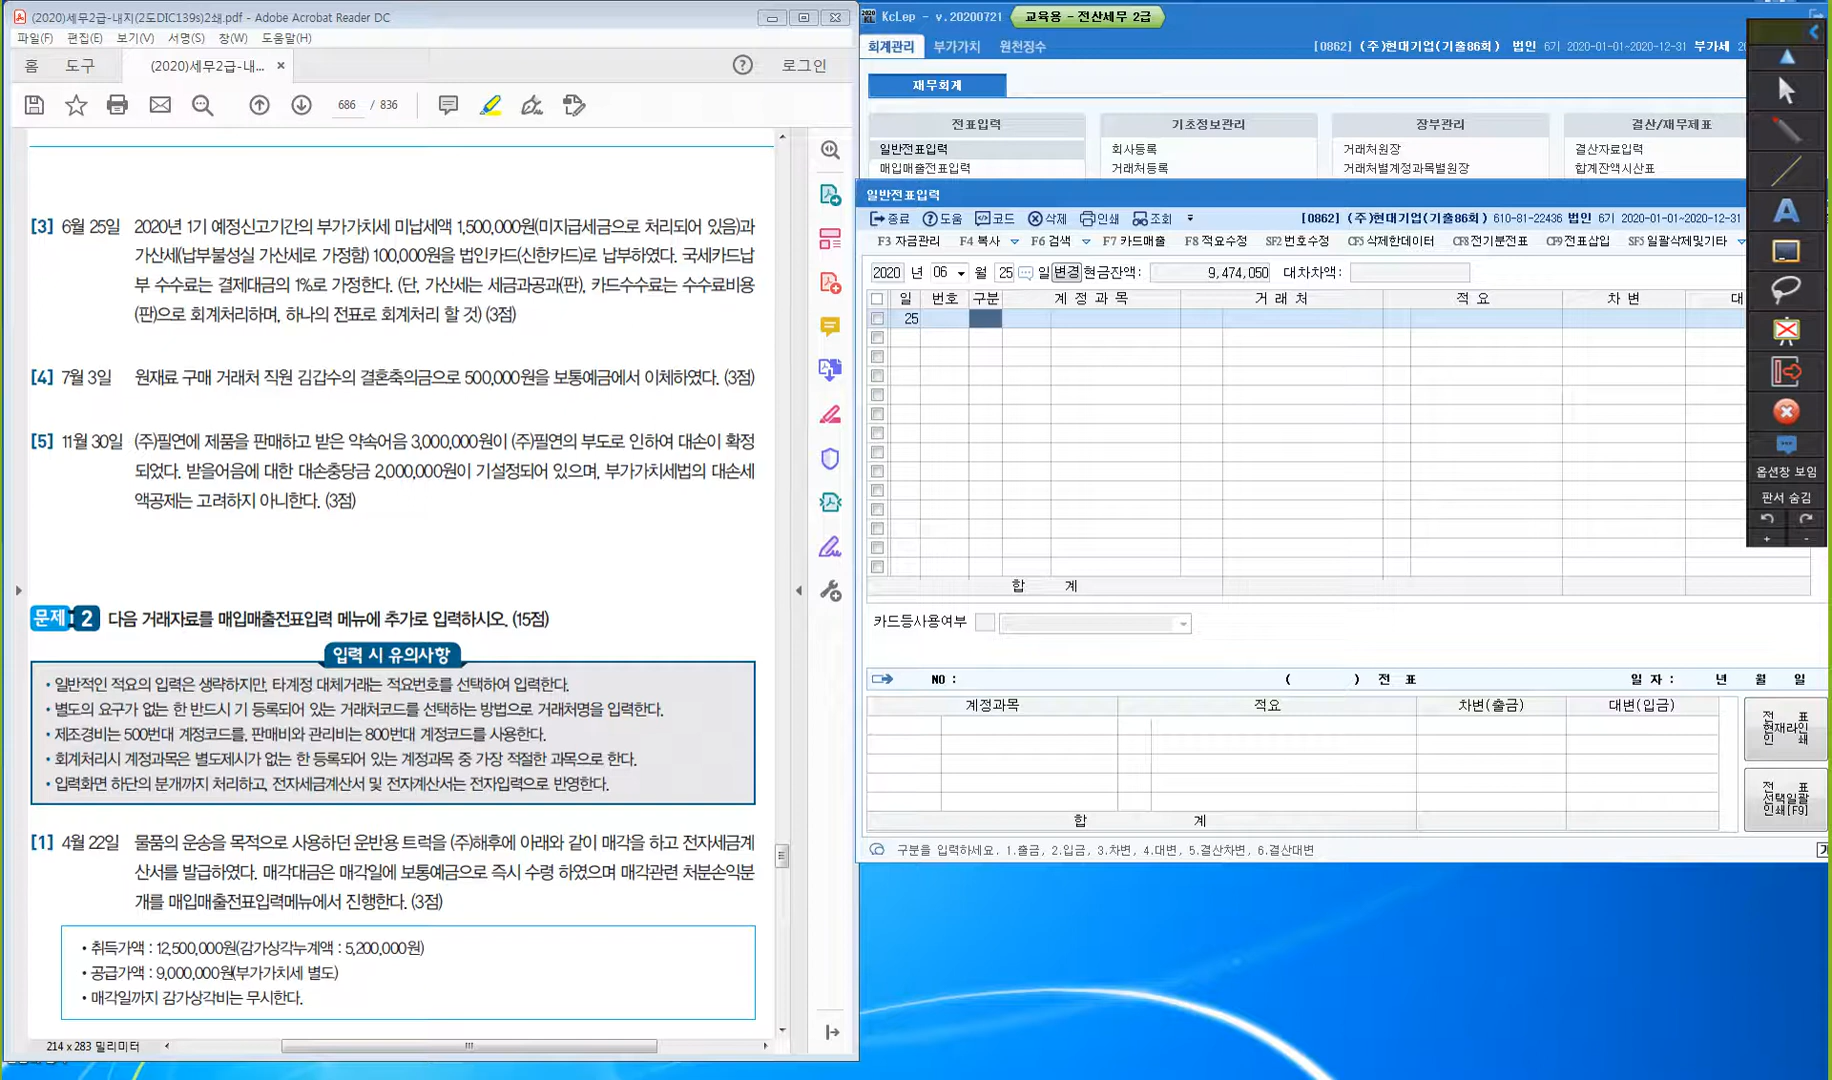 (2020)세무2급-내지(2도DIC139s)2쇄.pdf - Adobe Acrobat Reader DC
파일(F) 편집(E) 보기(V) 서명(S) 창(W) 도움말(H)
홈 도구 (2020)세무2급-내... × 로그인
686 / 836
[3] 6월 25일 2020년 1기 예정신고기간의 부가가치세 미납세액 1,500,000원(미지급세금으로 처리되어 있음)과
가산세(납부불성실 가산세로 가정함) 100,000원을 법인카드(신한카드)로 납부하였다. 국세카드납
부 수수료는 결제대금의 1%로 가정한다. (단, 가산세는 세금과공과(판), 카드수수료는 수수료비용
(판)으로 회계처리하며, 하나의 전표로 회계처리 할 것) (3점)
[4] 7월 3일 원재료 구매 거래처 직원 김갑수의 결혼축의금으로 500,000원을 보통예금에서 이체하였다. (3점)
[5] 11월 30일 (주)필연에 제품을 판매하고 받은 약속어음 3,000,000원이 (주)필연의 부도로 인하여 대손이 확정
되었다. 받을어음에 대한 대손충당금 2,000,000원이 기설정되어 있으며, 부가가치세법의 대손세
액공제는 고려하지 아니한다. (3점)
문제 2 다음 거래자료를 매입매출전표입력 메뉴에 추가로 입력하시오. (15점)
입력 시 유의사항
• 일반적인 적요의 입력은 생략하지만, 타계정 대체거래는 적요번호를 선택하여 입력한다.
• 별도의 요구가 없는 한 반드시 기 등록되어 있는 거래처코드를 선택하는 방법으로 거래처명을 입력한다.
• 제조경비는 500번대 계정코드를, 판매비와 관리비는 800번대 계정코드를 사용한다.
• 회계처리시 계정과목은 별도제시가 없는 한 등록되어 있는 계정과목 중 가장 적절한 과목으로 한다.
• 입력화면 하단의 분개까지 처리하고, 전자세금계산서 및 전자계산서는 전자입력으로 반영한다.
[1] 4월 22일 물품의 운송을 목적으로 사용하던 운반용 트럭을 (주)해후에 아래와 같이 매각을 하고 전자세금계
산서를 발급하였다. 매각대금은 매각일에 보통예금으로 즉시 수령 하였으며 매각관련 처분손익분
개를 매입매출전표입력메뉴에서 진행한다. (3점)
• 취득가액 : 12,500,000원(감가상각누계액 : 5,200,000원)
• 공급가액 : 9,000,000원(부가가치세 별도)
• 매각일까지 감가상각비는 무시한다.
214 x 283 밀리미터
KcLep - v.20200721 교육용 - 전산세무 2급
회계관리 부가가치 원천징수 [0862] (주)현대기업(기출86회) 법인 6기 2020-01-01~2020-12-31 부가세
재무회계
전표입력 기초정보관리 장부관리 결산/재무제표
일반전표입력 회사등록 거래처원장 결산자료입력
매입매출전표입력 거래처등록 거래처별계정과목별원장 합계잔액시산표
일반전표입력
종료 도움 코드 삭제 인쇄 조회 [0862] (주)현대기업(기출86회) 610-81-22436 법인 6기 2020-01-01~2020-12-31
F3 자금관리 F4 복사 F6 검색 F7 카드매출 F8 적요수정 SF2 번호수정 CF5 삭제한데이터 CF8 전기분전표 CF9 전표삽입 SF5 일괄삭제및기타
2020 년 06 월 25 일 변경 현금잔액: 9,474,050 대차차액:
일 번호 구분 계 정 과 목 거 래 처 적 요 차 변 대
25
합 계
카드등사용여부
NO : ( ) 전 표 일 자 : 년 월 일
계정과목 적요 차변(출금) 대변(입금)
합 계
전 표
현재라인
인 쇄
전 표
선택일괄
인쇄[F9]
구분을 입력하세요. 1.출금, 2.입금, 3.차변, 4.대변, 5.결산차변, 6.결산대변
옵션창 보임
판서 숨김